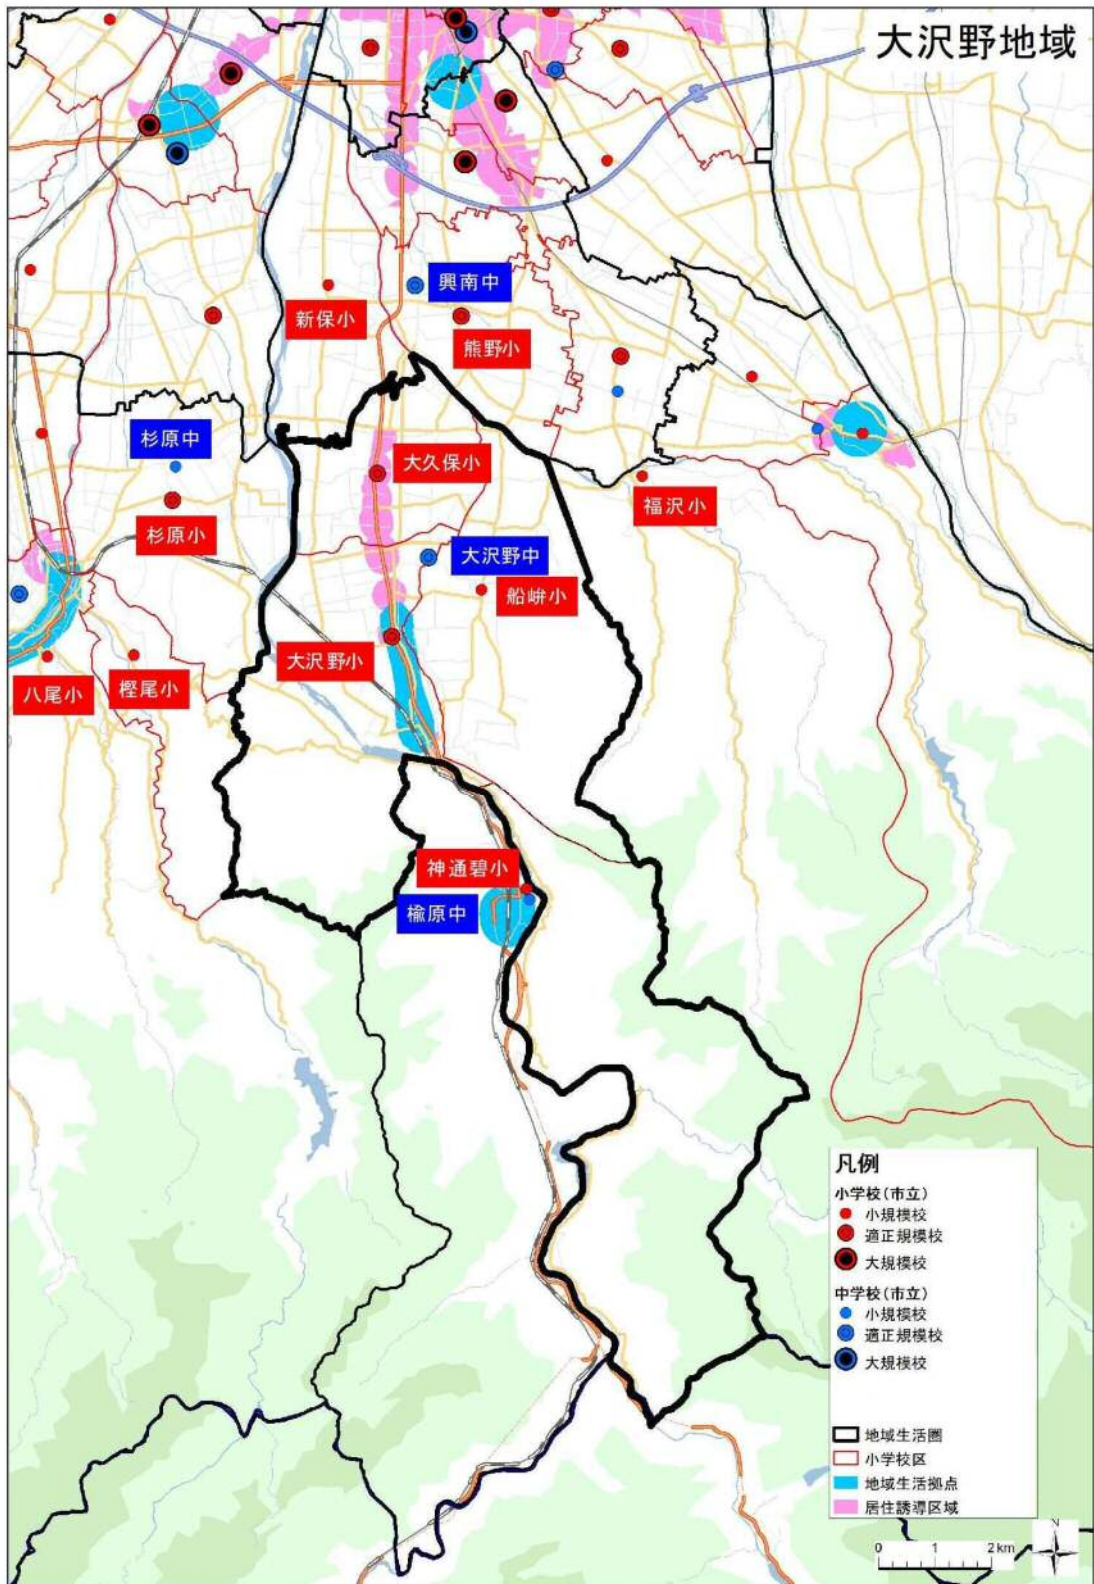 大沢野地域
興南中
新保小
熊野小
杉原中
大久保小
福沢小
杉原小
大沢野中
船峅小
大沢野小
八尾小
樫尾小
神通碧小
楡原中
凡例
小学校(市立)
小規模校
適正規模校
大規模校
中学校(市立)
小規模校
適正規模校
大規模校
地域生活圏
小学校区
地域生活拠点
居住誘導区域
N
0 1 2 km